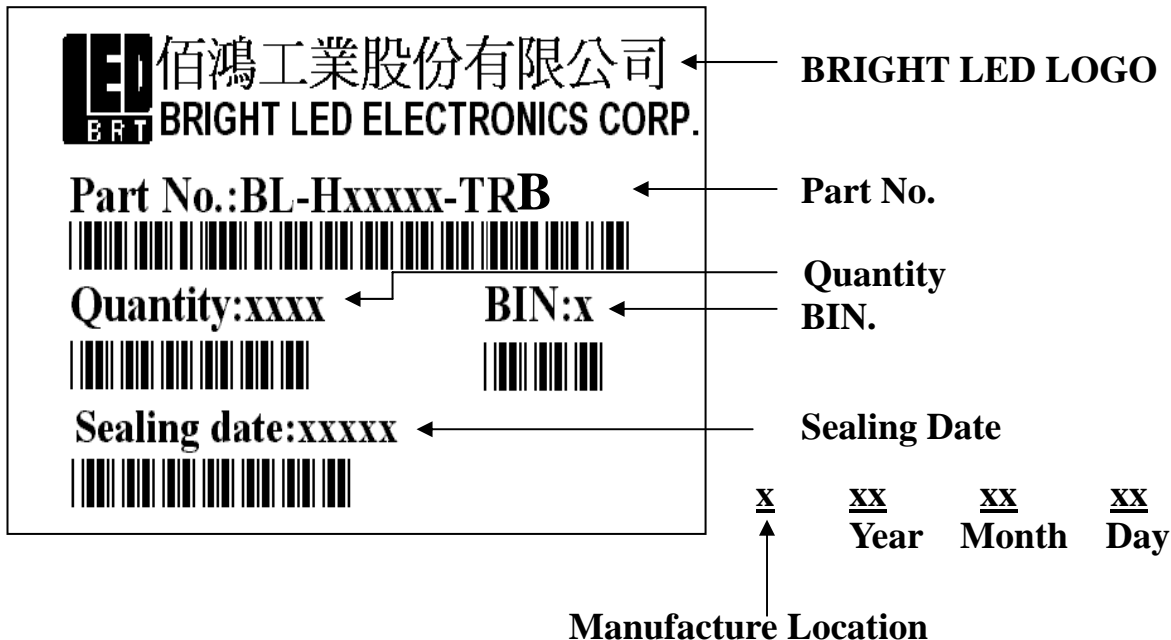 LED
BRT
佰鴻工業股份有限公司
BRIGHT LED ELECTRONICS CORP.
BRIGHT LED LOGO
Part No.:BL-Hxxxxx-TRB
Part No.
Quantity:xxxx
BIN:x
Quantity
BIN.
Sealing date:xxxxx
Sealing Date
x xx xx xx
Year Month Day
Manufacture Location